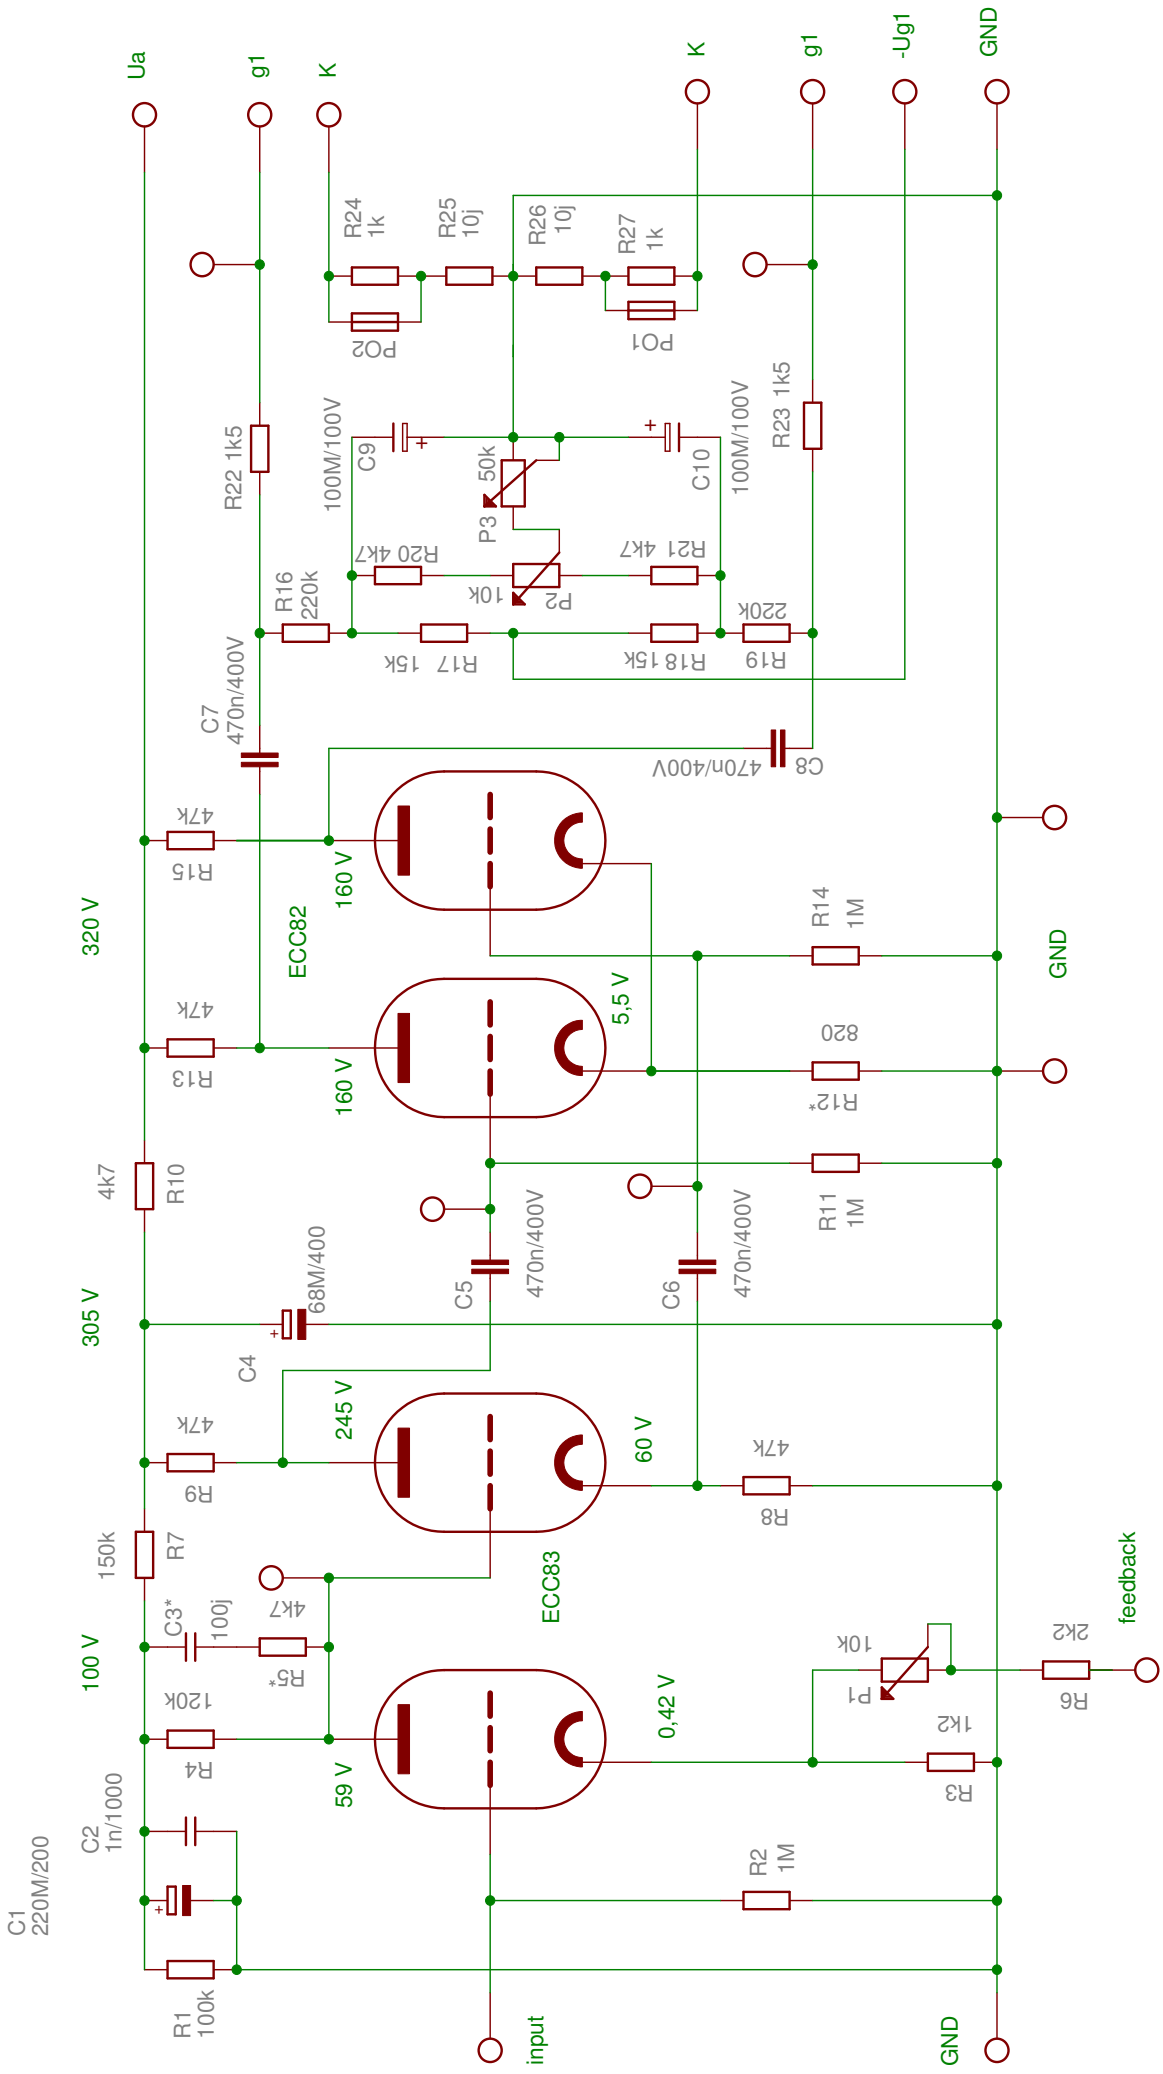 Ua
g1
K
K
g1
-Ug1
GND
R24
1k
R25
10j
R26
10j
R27
1k
PO2
PO1
R22 1k5
100M/100V
C9
+
50k
P3
+
C10
100M/100V
R23 1k5
R16
220k
R20 4k7
10k
P2
R21 4k7
C7
470n/400V
15k
R17
R18 15k
220k
R19
470n/400V
C8
47k
R15
160 V
320 V
ECC82
R14
1M
GND
47k
R13
160 V
5,5 V
820
R12*
4k7
R10
R11
1M
305 V
68M/400
+
C4
C5
470n/400V
C6
470n/400V
47k
R9
245 V
60 V
47k
R8
150k
R7
ECC83
feedback
C3*
100j
4k7
R5*
100 V
120k
R4
59 V
0,42 V
10k
P1
2k2
R6
1k2
R3
C2
1n/1000
C1
220M/200
+
R2
1M
R1
100k
input
GND